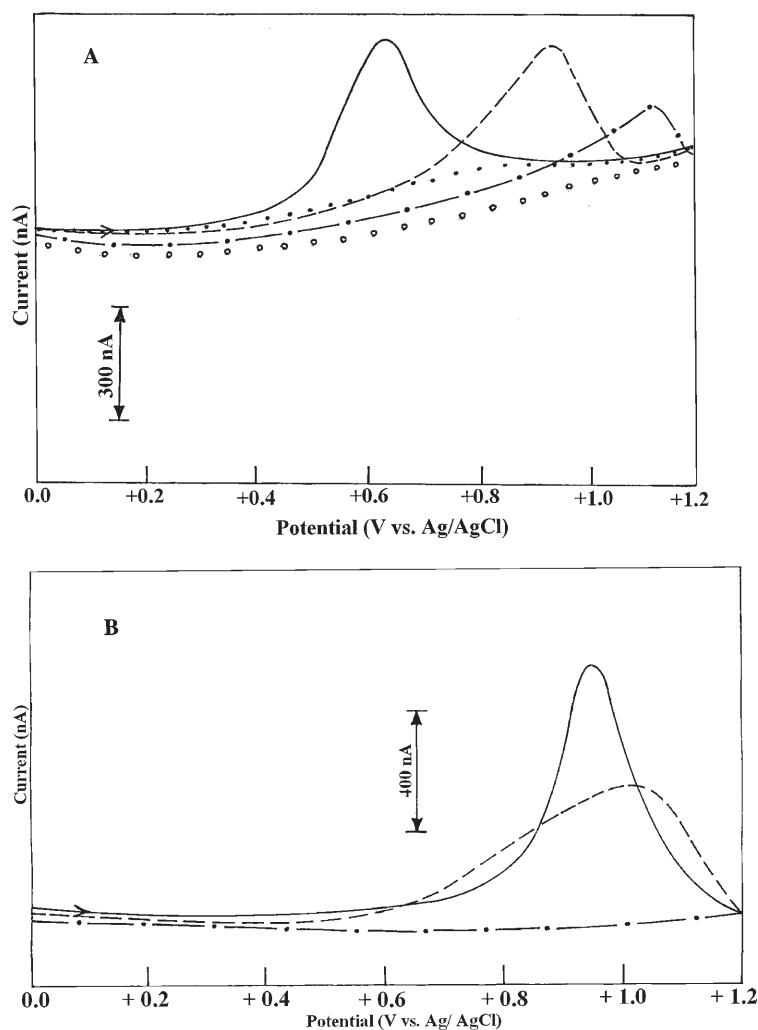 A
Current (nA)
300 nA
0.0 +0.2 +0.4 +0.6 +0.8 +1.0 +1.2
Potential (V vs. Ag/AgCl)
B
Current (nA)
400 nA
0.0 + 0.2 + 0.4 + 0.6 + 0.8 + 1.0 + 1.2
Potential (V vs. Ag/ AgCl)